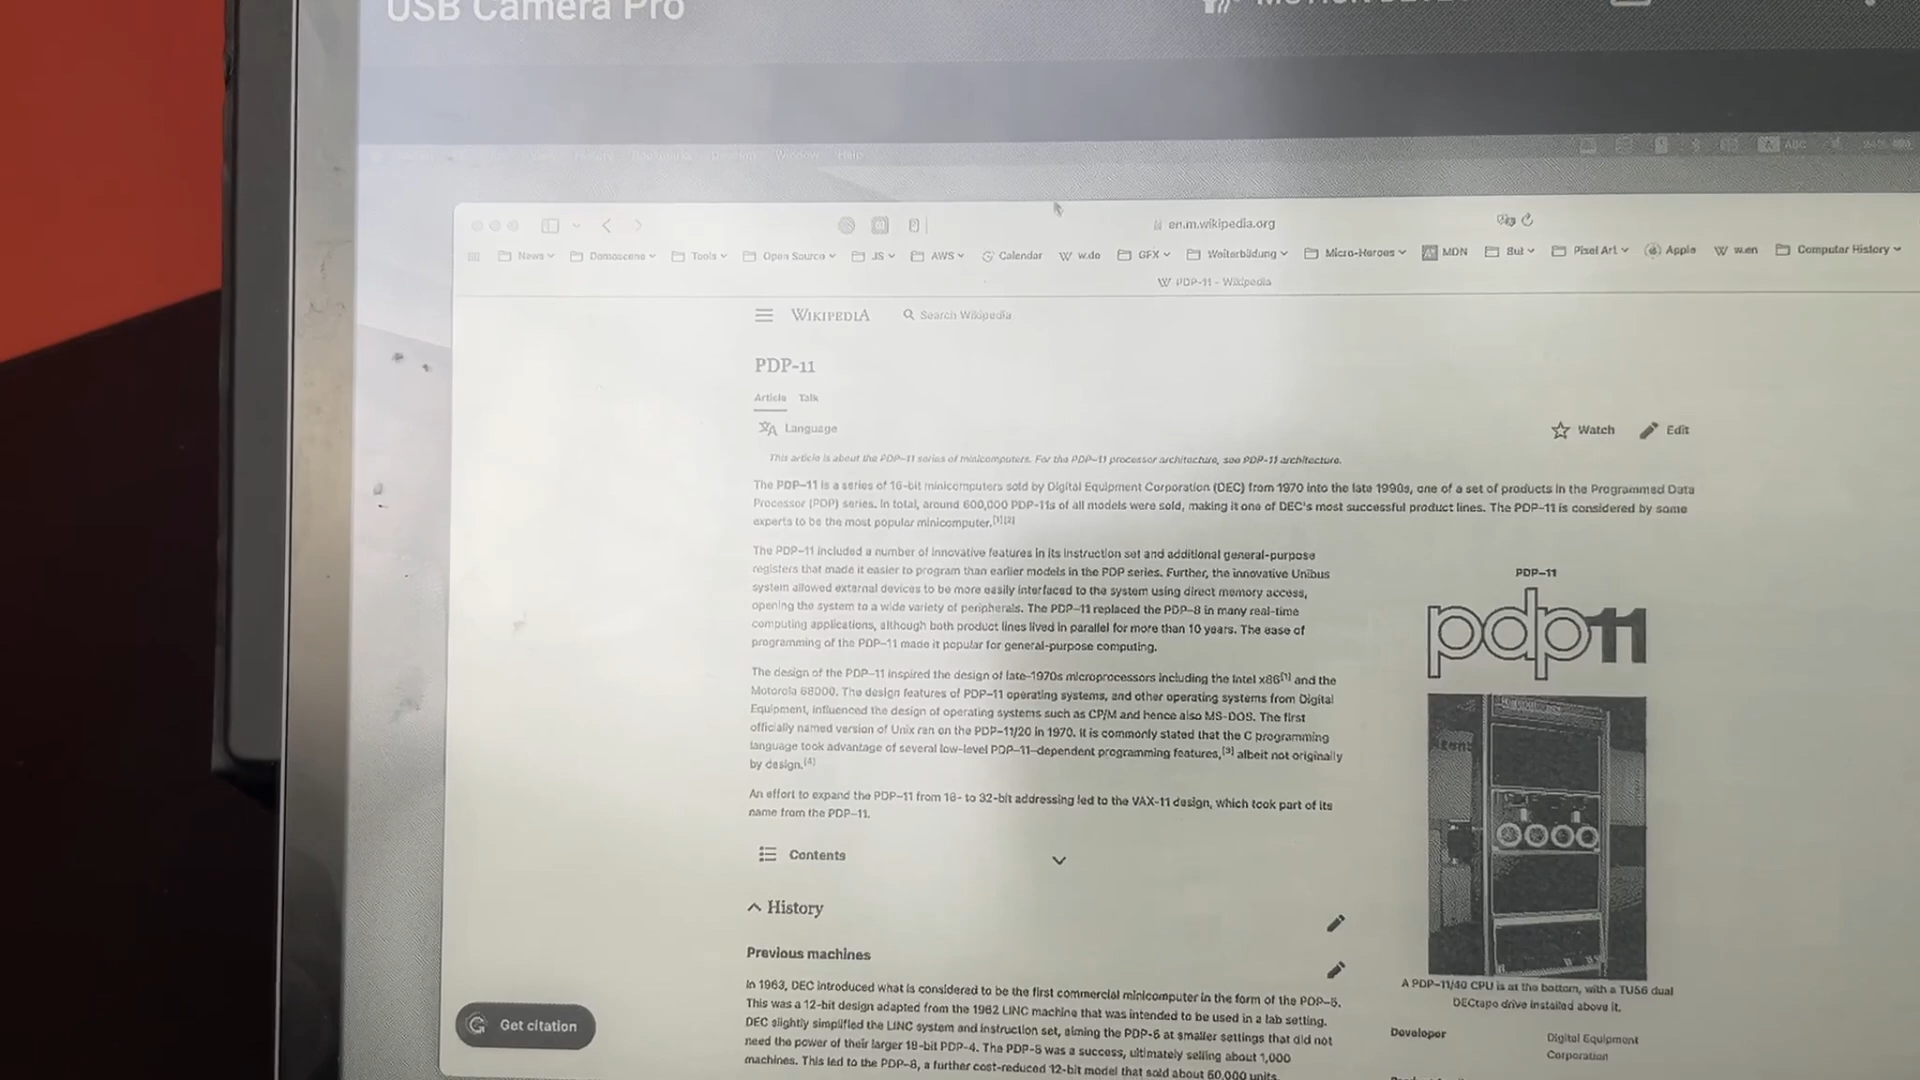 USB Camera Pro
Window Help
ABC
en.m.wikipedia.org
News Damascene Tools Open Source JS AWS Calendar w.de GFX Weiterbildung Micro-Heroes MDN Bul Pixel Art Apple w.en Computer History
PDP-11 - Wikipedia
WIKIPEDIA Search Wikipedia
PDP-11
Article Talk
Language
Watch Edit
This article is about the PDP-11 series of minicomputers. For the PDP-11 processor architecture, see PDP-11 architecture.
The PDP–11 is a series of 16-bit minicomputers sold by Digital Equipment Corporation (DEC) from 1970 into the late 1990s, one of a set of products in the Programmed Data
Processor (PDP) series. In total, around 600,000 PDP-11s of all models were sold, making it one of DEC's most successful product lines. The PDP-11 is considered by some
experts to be the most popular minicomputer.[1][2]
The PDP–11 included a number of innovative features in its instruction set and additional general-purpose
registers that made it easier to program than earlier models in the PDP series. Further, the innovative Unibus
system allowed external devices to be more easily interfaced to the system using direct memory access,
opening the system to a wide variety of peripherals. The PDP–11 replaced the PDP–8 in many real-time
computing applications, although both product lines lived in parallel for more than 10 years. The ease of
programming of the PDP–11 made it popular for general-purpose computing.
The design of the PDP–11 inspired the design of late-1970s microprocessors including the Intel x86[1] and the
Motorola 68000. The design features of PDP–11 operating systems, and other operating systems from Digital
Equipment, influenced the design of operating systems such as CP/M and hence also MS-DOS. The first
officially named version of Unix ran on the PDP–11/20 in 1970. It is commonly stated that the C programming
language took advantage of several low-level PDP–11–dependent programming features,[3] albeit not originally
by design.[4]
An effort to expand the PDP–11 from 16- to 32-bit addressing led to the VAX-11 design, which took part of its
name from the PDP–11.
Contents
History
Previous machines
In 1963, DEC introduced what is considered to be the first commercial minicomputer in the form of the PDP–5.
This was a 12-bit design adapted from the 1962 LINC machine that was intended to be used in a lab setting.
DEC slightly simplified the LINC system and instruction set, aiming the PDP-5 at smaller settings that did not
need the power of their larger 18-bit PDP-4. The PDP-5 was a success, ultimately selling about 1,000
machines. This led to the PDP–8, a further cost-reduced 12-bit model that sold about 50,000 units.
PDP–11
pdp11
A PDP–11/40 CPU is at the bottom, with a TU56 dual
DECtape drive installed above it.
Developer Digital Equipment
Corporation
Get citation